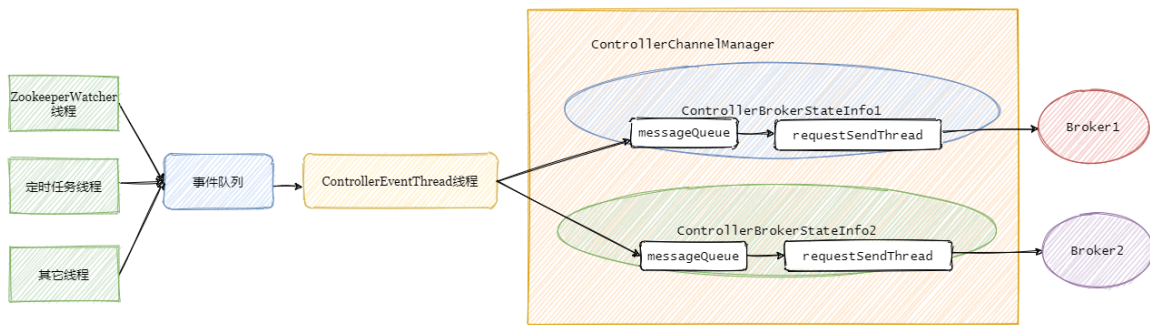 ZookeeperWatcher
线程
定时任务线程
其它线程
事件队列
ControllerEventThread线程
ControllerChannelManager
ControllerBrokerStateInfo1
messageQueue
requestSendThread
ControllerBrokerStateInfo2
messageQueue
requestSendThread
Broker1
Broker2